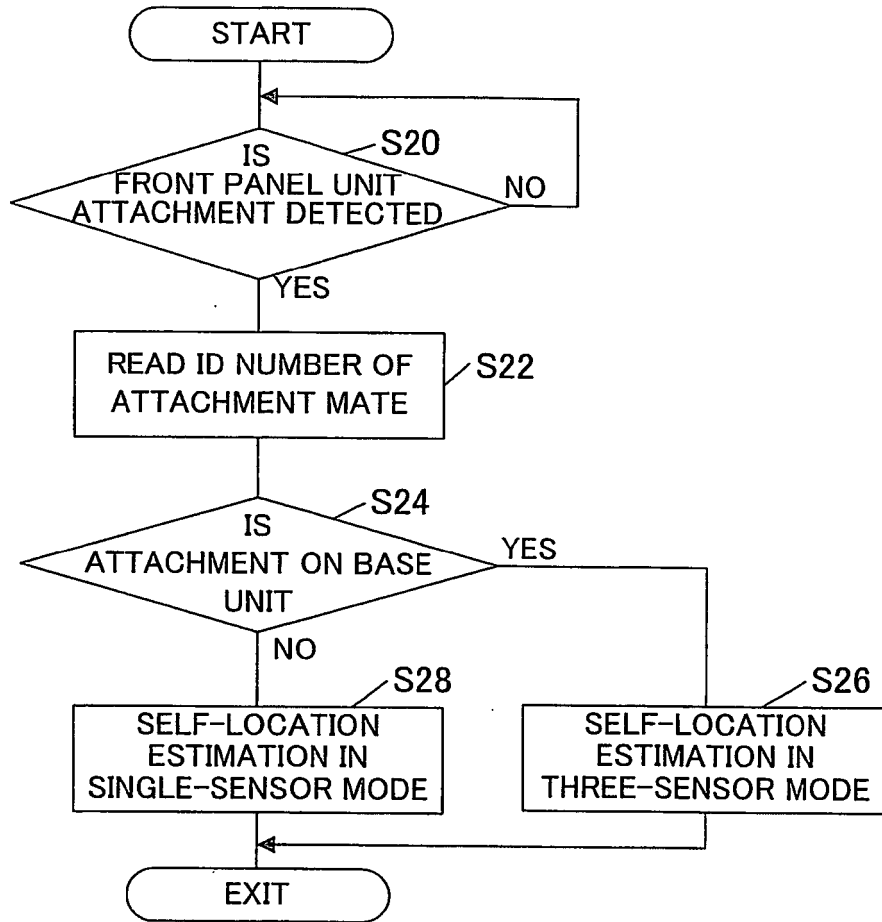 START
S20
IS
FRONT PANEL UNIT
ATTACHMENT DETECTED
NO
YES
READ ID NUMBER OF
ATTACHMENT MATE
S22
S24
IS
ATTACHMENT ON BASE
UNIT
YES
NO
S28
SELF-LOCATION
ESTIMATION IN
SINGLE-SENSOR MODE
S26
SELF-LOCATION
ESTIMATION IN
THREE-SENSOR MODE
EXIT